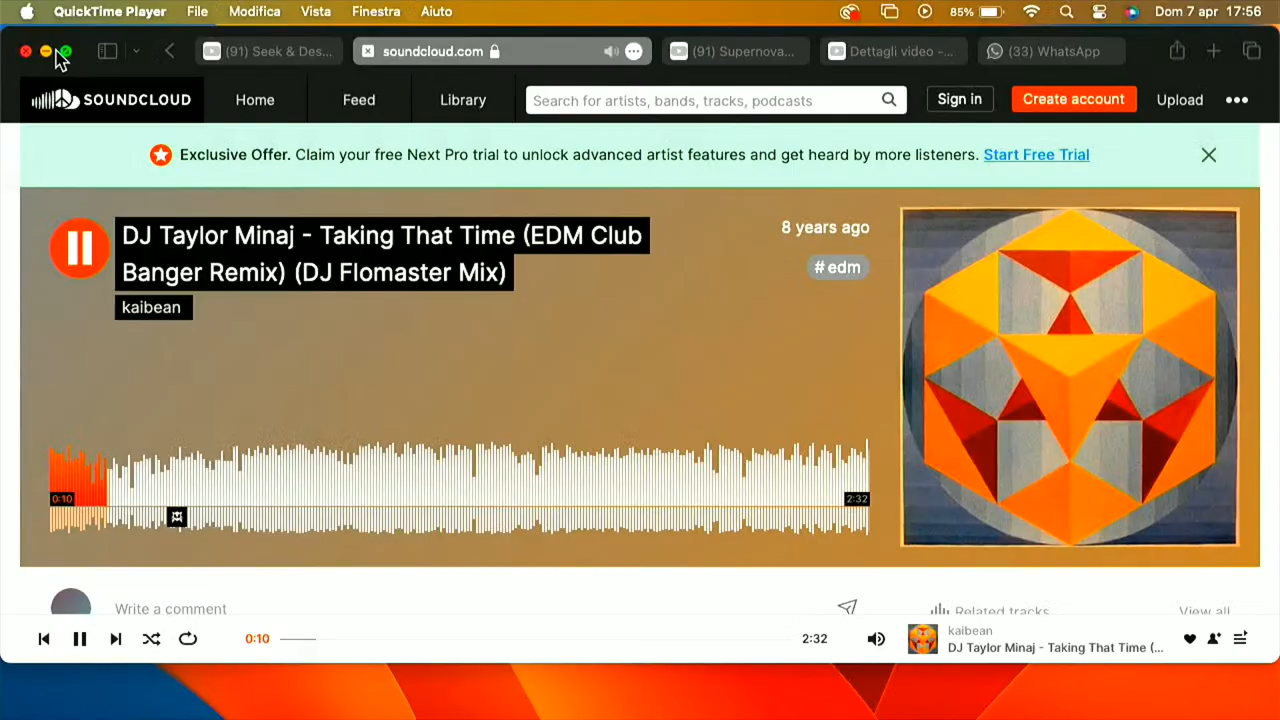 QuickTime Player File Modifica Vista Finestra Aiuto 85% Dom 7 apr 17:56
(91) Seek & Des... soundcloud.com (91) Supernova... Dettagli video -... (33) WhatsApp
SOUNDCLOUD Home Feed Library Search for artists, bands, tracks, podcasts Sign in Create account Upload
Exclusive Offer. Claim your free Next Pro trial to unlock advanced artist features and get heard by more listeners. Start Free Trial
DJ Taylor Minaj - Taking That Time (EDM Club
Banger Remix) (DJ Flomaster Mix)
kaibean
8 years ago
# edm
0:10 2:32
Write a comment
Related tracks View all
0:10 2:32
kaibean
DJ Taylor Minaj - Taking That Time (...